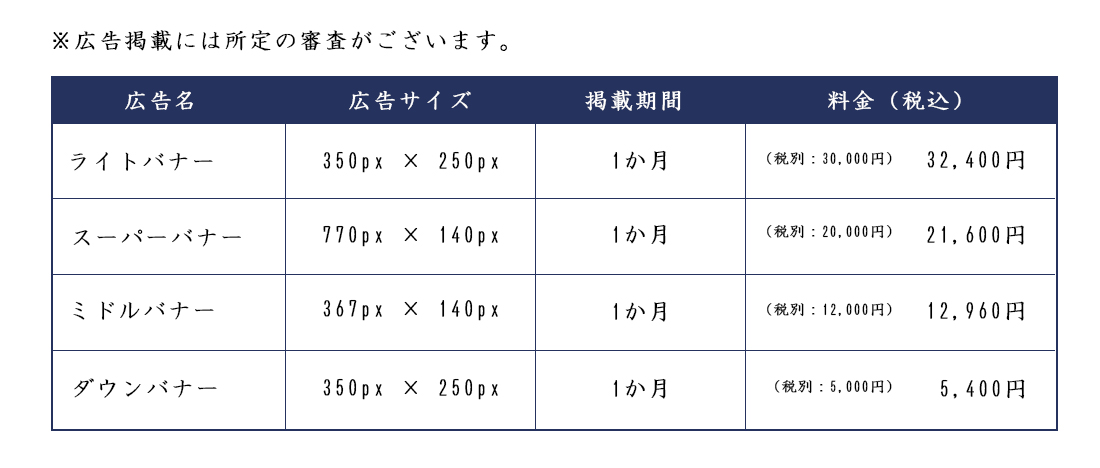 ※広告掲載には所定の審査がございます。
広告名 広告サイズ 掲載期間 料金（税込）
ライトバナー 350px × 250px 1か月 （税別：30,000円） 32,400円
スーパーバナー 770px × 140px 1か月 （税別：20,000円） 21,600円
ミドルバナー 367px × 140px 1か月 （税別：12,000円） 12,960円
ダウンバナー 350px × 250px 1か月 （税別：5,000円） 5,400円